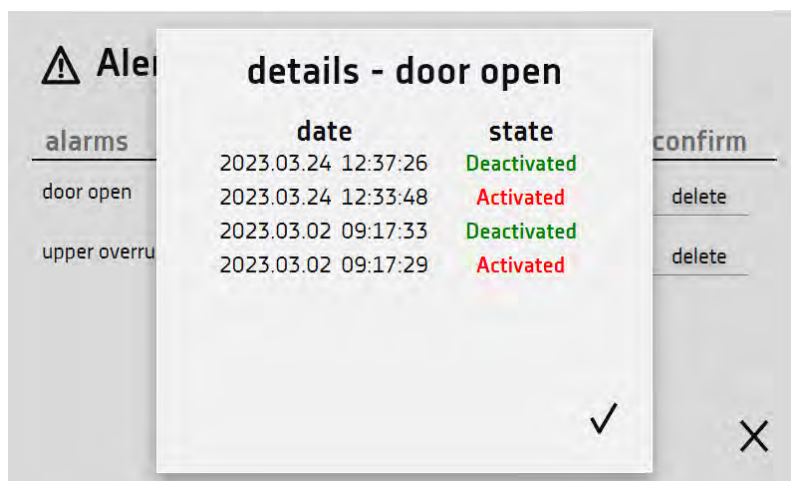 details - door open
date state
2023.03.24 12:37:26 Deactivated
2023.03.24 12:33:48 Activated
2023.03.02 09:17:33 Deactivated
2023.03.02 09:17:29 Activated
alarms confirm
door open delete
upper delete